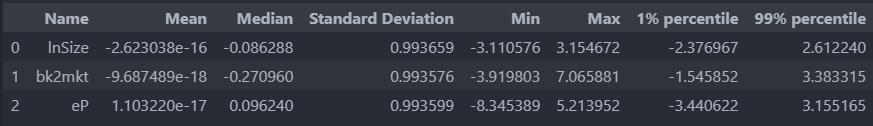 Name Mean Median Standard Deviation Min Max 1% percentile 99% percentile
0 lnSize -2.623038e-16 -0.086288 0.993659 -3.110576 3.154672 -2.376967 2.612240
1 bk2mkt -9.687489e-18 -0.270960 0.993576 -3.919803 7.065881 -1.545852 3.383315
2 eP 1.103220e-17 0.096240 0.993599 -8.345389 5.213952 -3.440622 3.155165